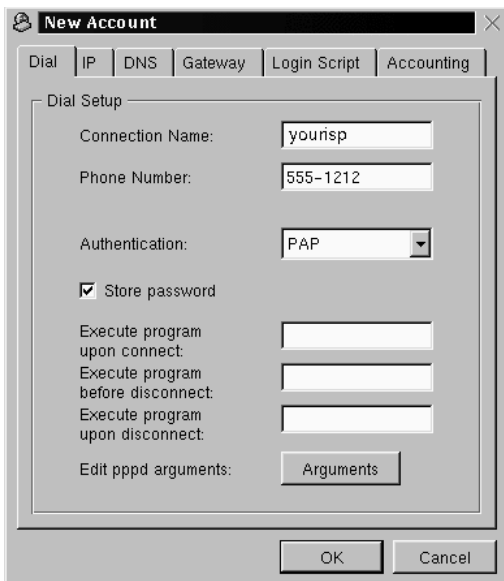 New Account
Dial IP DNS Gateway Login Script Accounting
Dial Setup
Connection Name: yourisp
Phone Number: 555-1212
Authentication: PAP
Store password
Execute program
upon connect:
Execute program
before disconnect:
Execute program
upon disconnect:
Edit pppd arguments: Arguments
OK Cancel